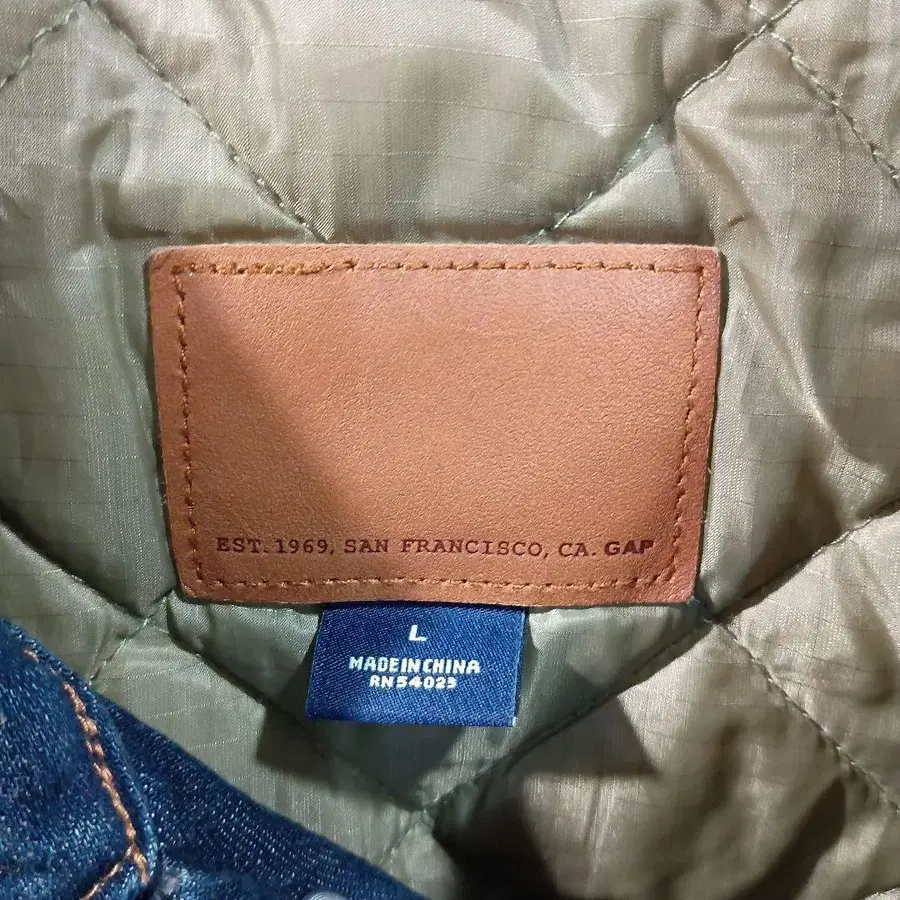 EST. 1969, SAN FRANCISCO, CA. GAP
L
MADE IN CHINA
RN54023